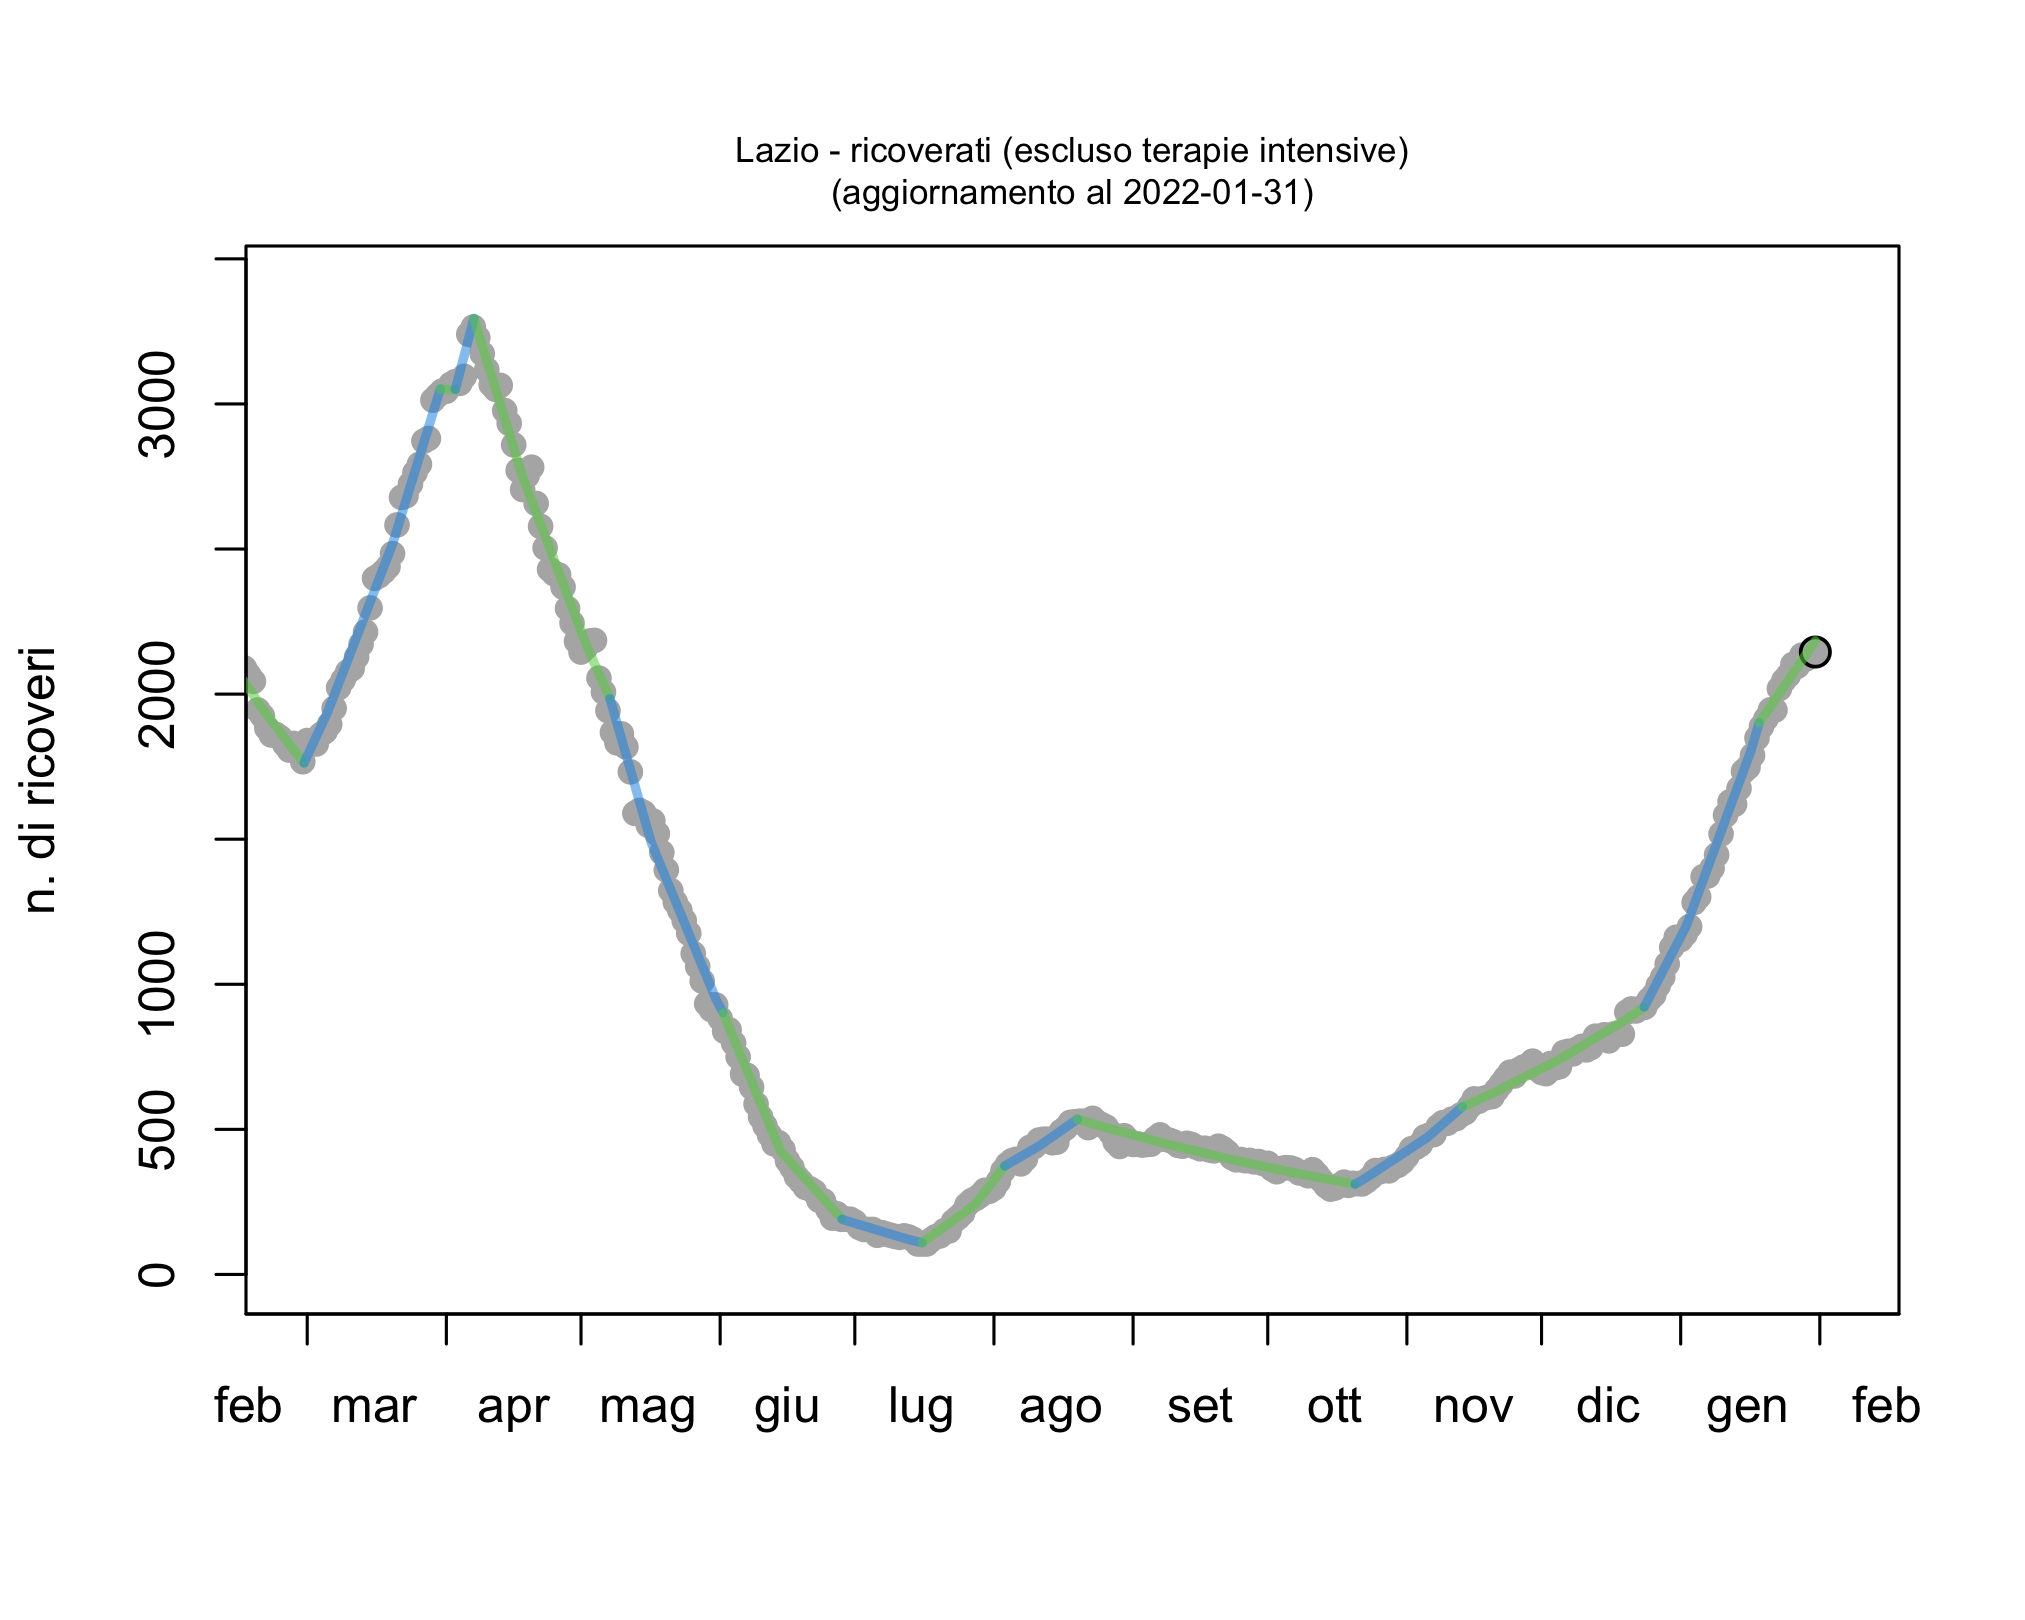 Lazio - ricoverati (escluso terapie intensive)
(aggiornamento al 2022-01-31)
n. di ricoveri
3000
2000
1000
500
0
feb mar apr mag giu lug ago set ott nov dic gen feb